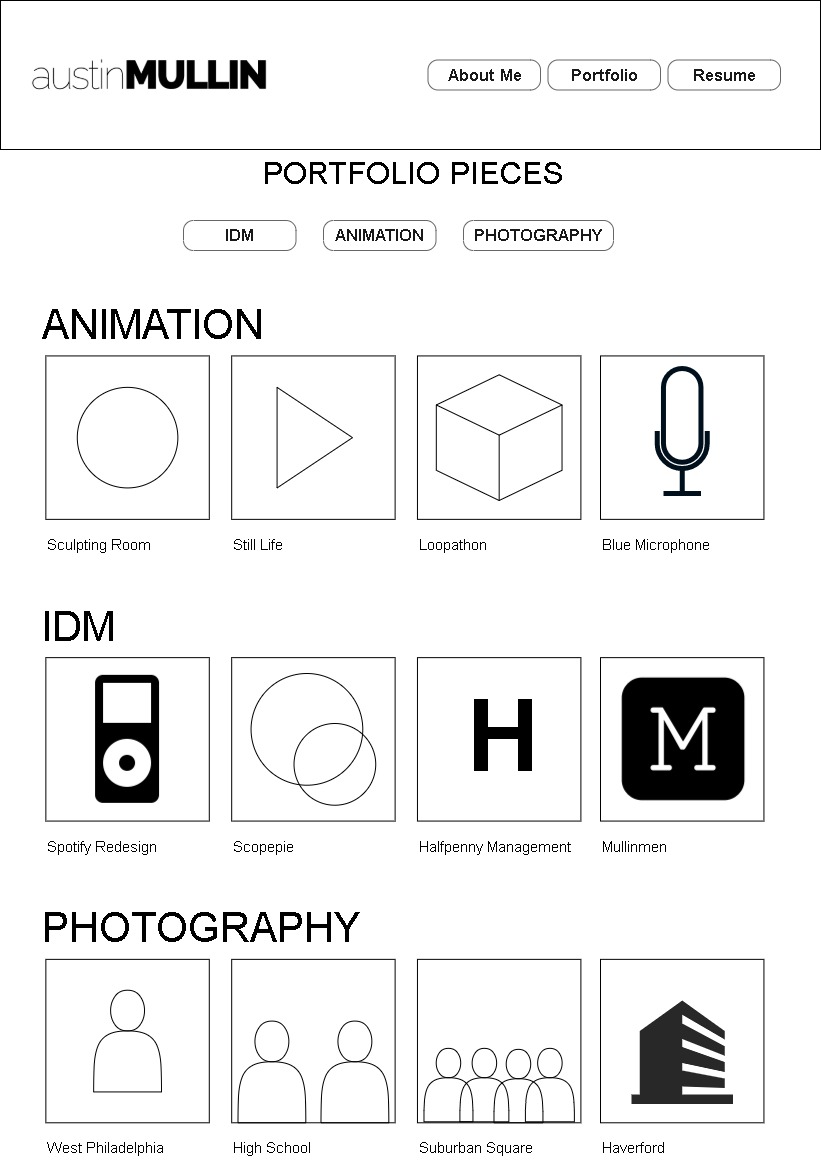 austinMULLIN
About Me Portfolio Resume
PORTFOLIO PIECES
IDM ANIMATION PHOTOGRAPHY
ANIMATION
Sculpting Room Still Life Loopathon Blue Microphone
IDM
H M
Spotify Redesign Scopepie Halfpenny Management Mullinmen
PHOTOGRAPHY
West Philadelphia High School Suburban Square Haverford